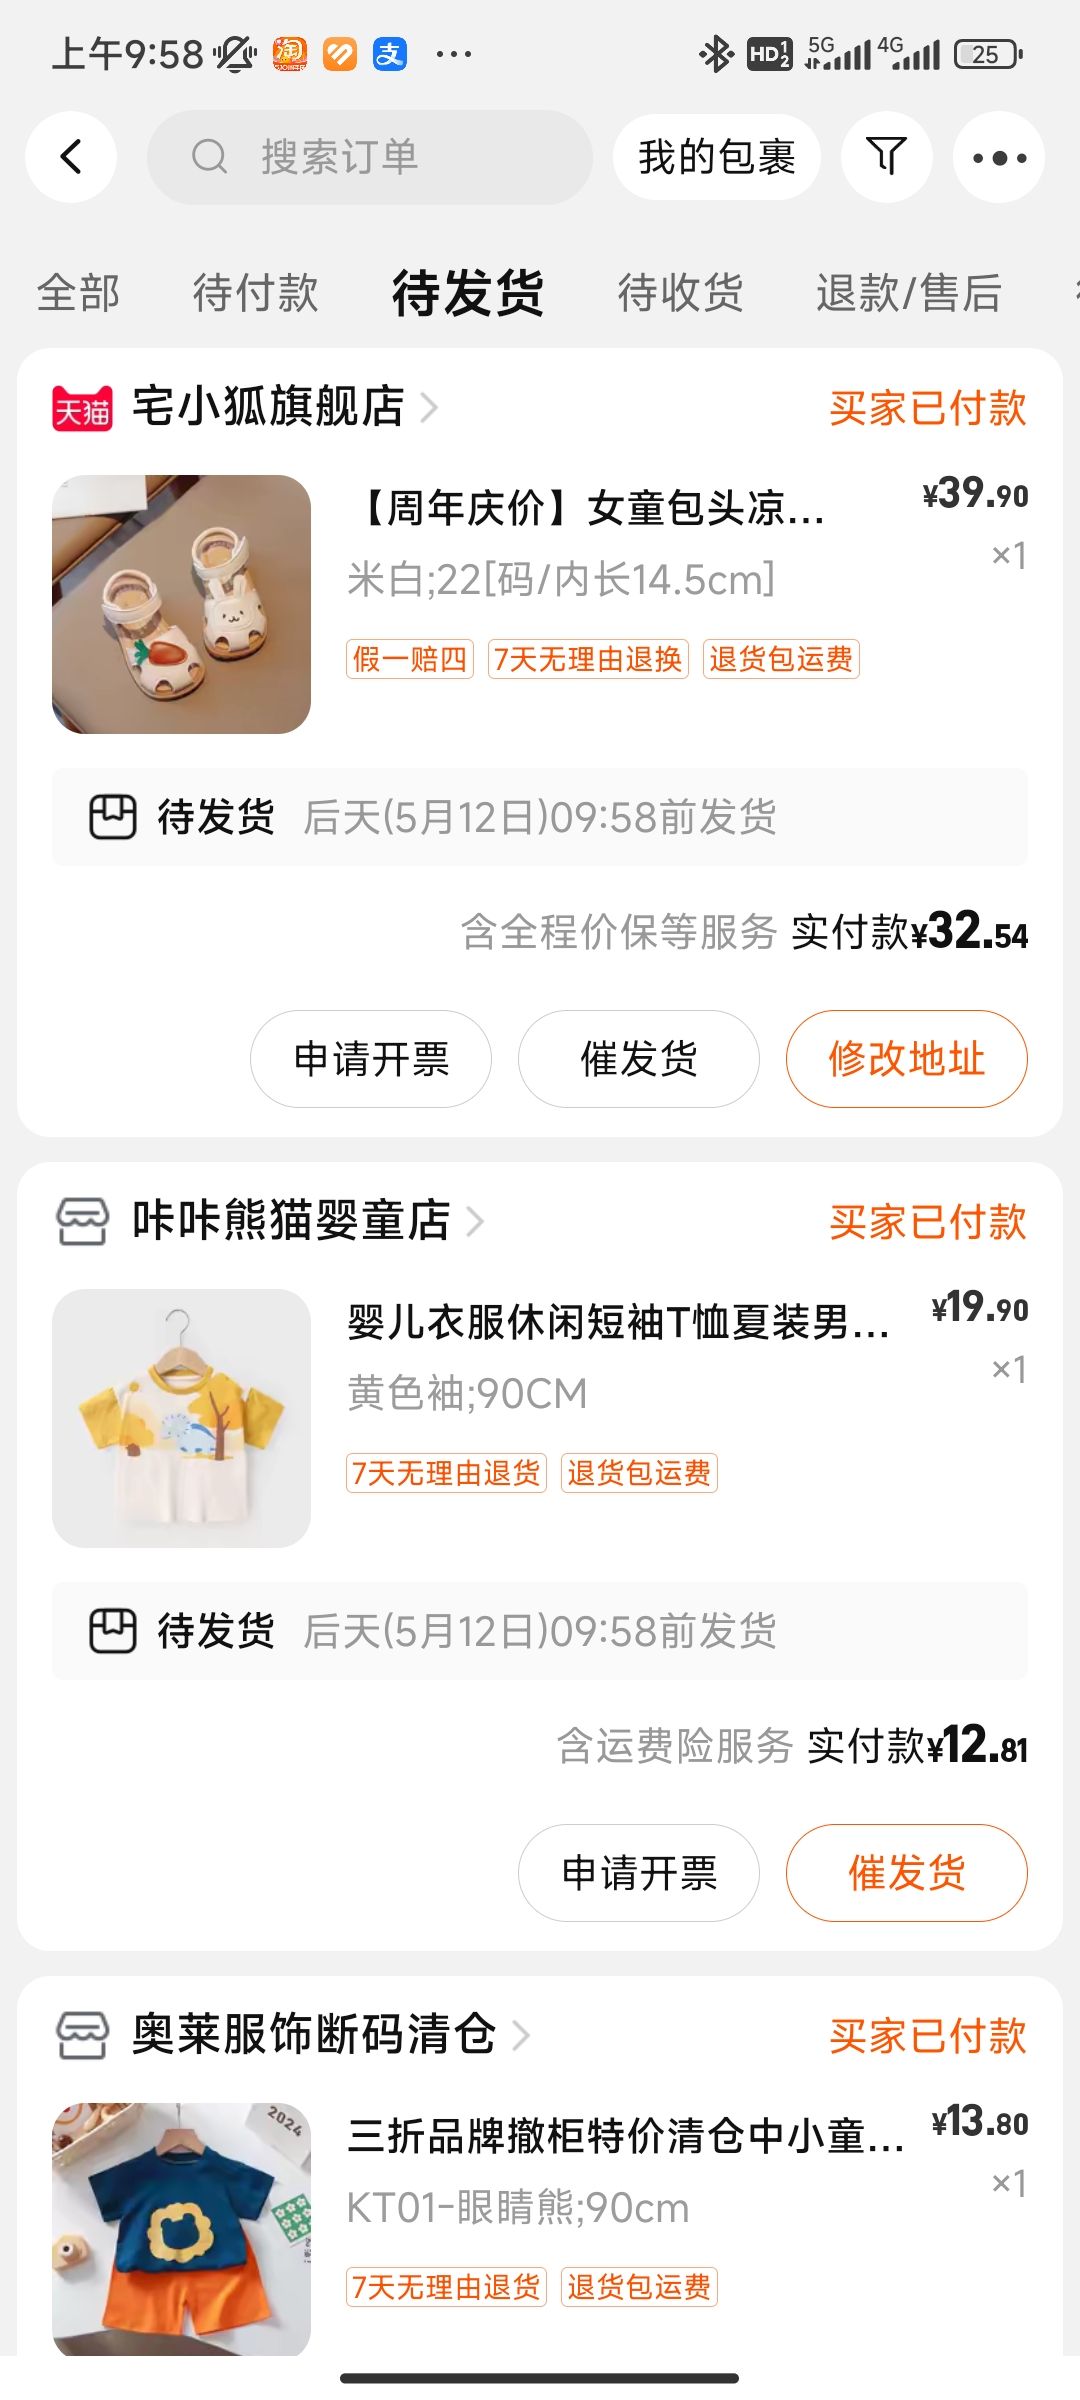 上午9:58
HD 1 2
5G
4G
25
搜索订单
我的包裹
全部
待付款
待发货
待收货
退款/售后
天猫
宅小狐旗舰店
买家已付款
【周年庆价】女童包头凉...
¥39.90
米白;22[码/内长14.5cm]
×1
假一赔四
7天无理由退换
退货包运费
待发货
后天(5月12日)09:58前发货
含全程价保等服务 实付款¥32.54
申请开票
催发货
修改地址
咔咔熊猫婴童店
买家已付款
婴儿衣服休闲短袖T恤夏装男...
¥19.90
黄色袖;90CM
×1
7天无理由退货
退货包运费
待发货
后天(5月12日)09:58前发货
含运费险服务 实付款¥12.81
申请开票
催发货
奥莱服饰断码清仓
买家已付款
2024
三折品牌撤柜特价清仓中小童...
¥13.80
KT01-眼睛熊;90cm
×1
7天无理由退货
退货包运费